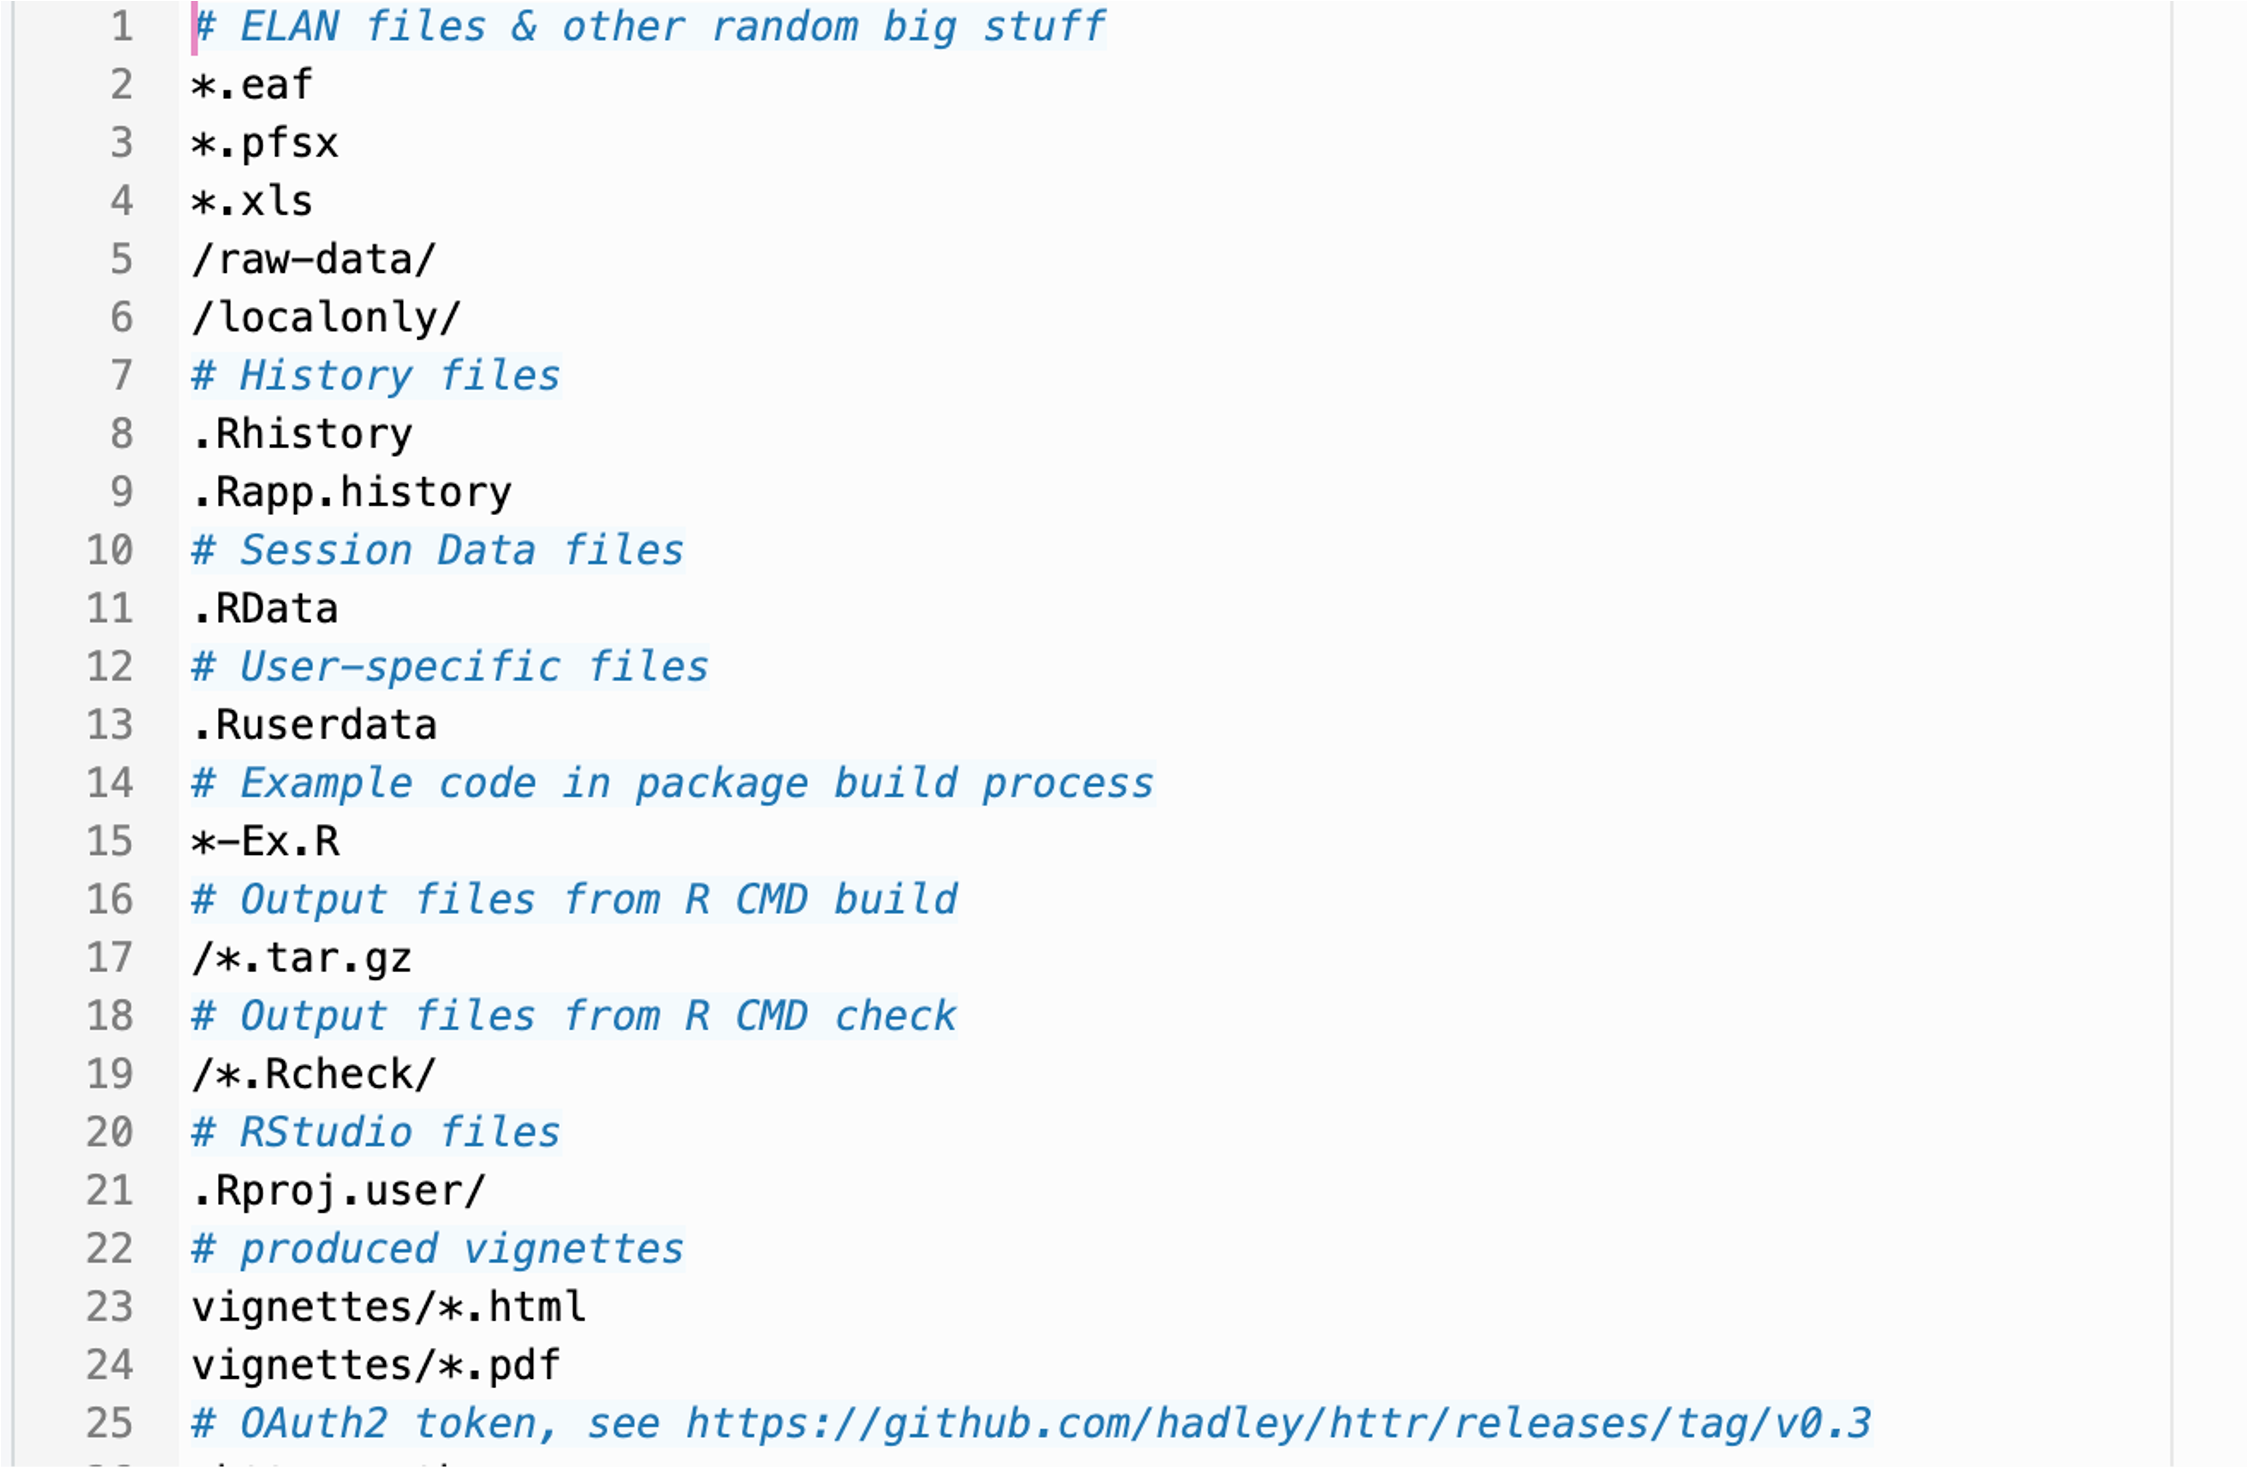 1 # ELAN files & other random big stuff
2 *.eaf
3 *.pfsx
4 *.xls
5 /raw-data/
6 /localonly/
7 # History files
8 .Rhistory
9 .Rapp.history
10 # Session Data files
11 .RData
12 # User-specific files
13 .Ruserdata
14 # Example code in package build process
15 *-Ex.R
16 # Output files from R CMD build
17 /*.tar.gz
18 # Output files from R CMD check
19 /*.Rcheck/
20 # RStudio files
21 .Rproj.user/
22 # produced vignettes
23 vignettes/*.html
24 vignettes/*.pdf
25 # OAuth2 token, see https://github.com/hadley/httr/releases/tag/v0.3